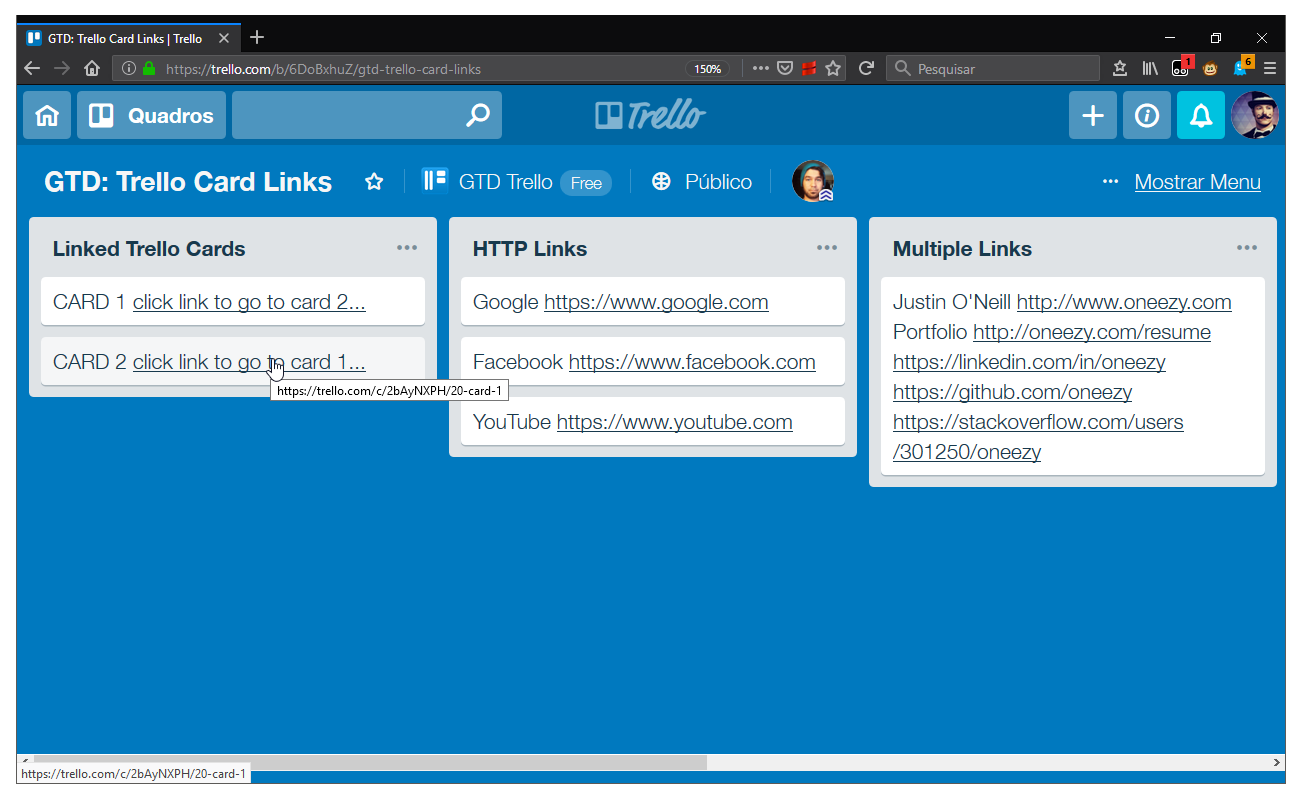 GTD: Trello Card Links | Trello
https://trello.com/b/6DoBxhuZ/gtd-trello-card-links
150%
Pesquisar
1
6
Quadros
Trello
GTD: Trello Card Links
GTD Trello
Free
Público
Mostrar Menu
Linked Trello Cards
CARD 1 click link to go to card 2...
CARD 2 click link to go to card 1...
https://trello.com/c/2bAyNXPH/20-card-1
HTTP Links
Google https://www.google.com
Facebook https://www.facebook.com
YouTube https://www.youtube.com
Multiple Links
Justin O'Neill http://www.oneezy.com
Portfolio http://oneezy.com/resume
https://linkedin.com/in/oneezy
https://github.com/oneezy
https://stackoverflow.com/users
/301250/oneezy
https://trello.com/c/2bAyNXPH/20-card-1